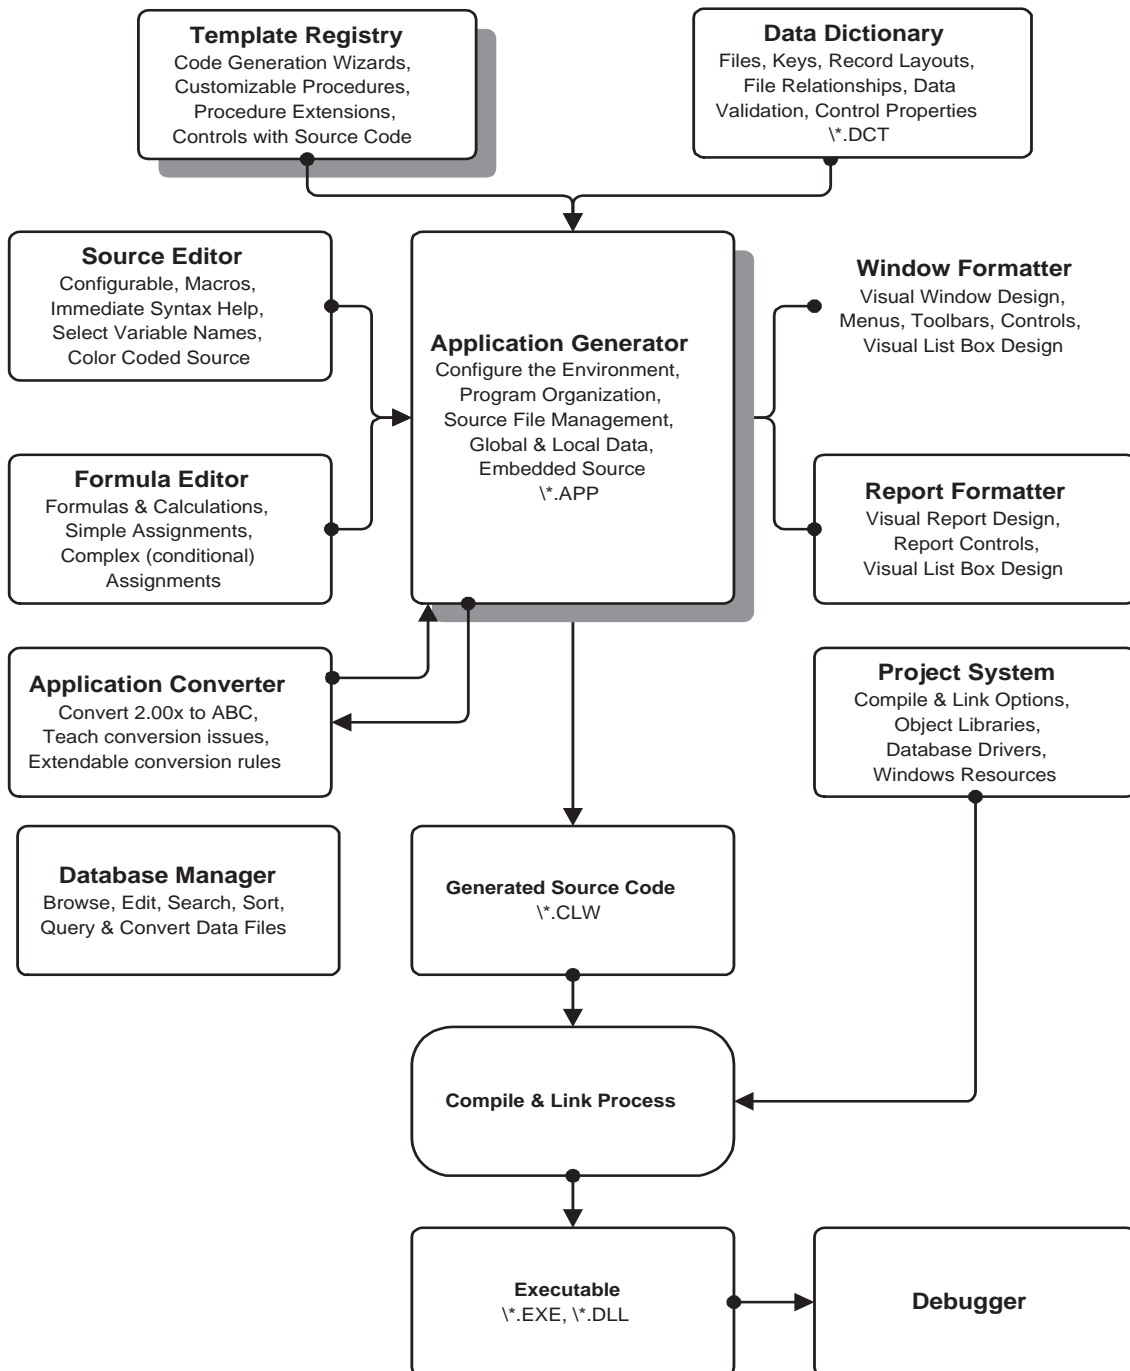 Template Registry
Code Generation Wizards,
Customizable Procedures,
Procedure Extensions,
Controls with Source Code
Data Dictionary
Files, Keys, Record Layouts,
File Relationships, Data
Validation, Control Properties
\*.DCT
Source Editor
Configurable, Macros,
Immediate Syntax Help,
Select Variable Names,
Color Coded Source
Application Generator
Configure the Environment,
Program Organization,
Source File Management,
Global & Local Data,
Embedded Source
\*.APP
Window Formatter
Visual Window Design,
Menus, Toolbars, Controls,
Visual List Box Design
Formula Editor
Formulas & Calculations,
Simple Assignments,
Complex (conditional)
Assignments
Report Formatter
Visual Report Design,
Report Controls,
Visual List Box Design
Application Converter
Convert 2.00x to ABC,
Teach conversion issues,
Extendable conversion rules
Project System
Compile & Link Options,
Object Libraries,
Database Drivers,
Windows Resources
Database Manager
Browse, Edit, Search, Sort,
Query & Convert Data Files
Generated Source Code
\*.CLW
Compile & Link Process
Executable
\*.EXE, \*.DLL
Debugger